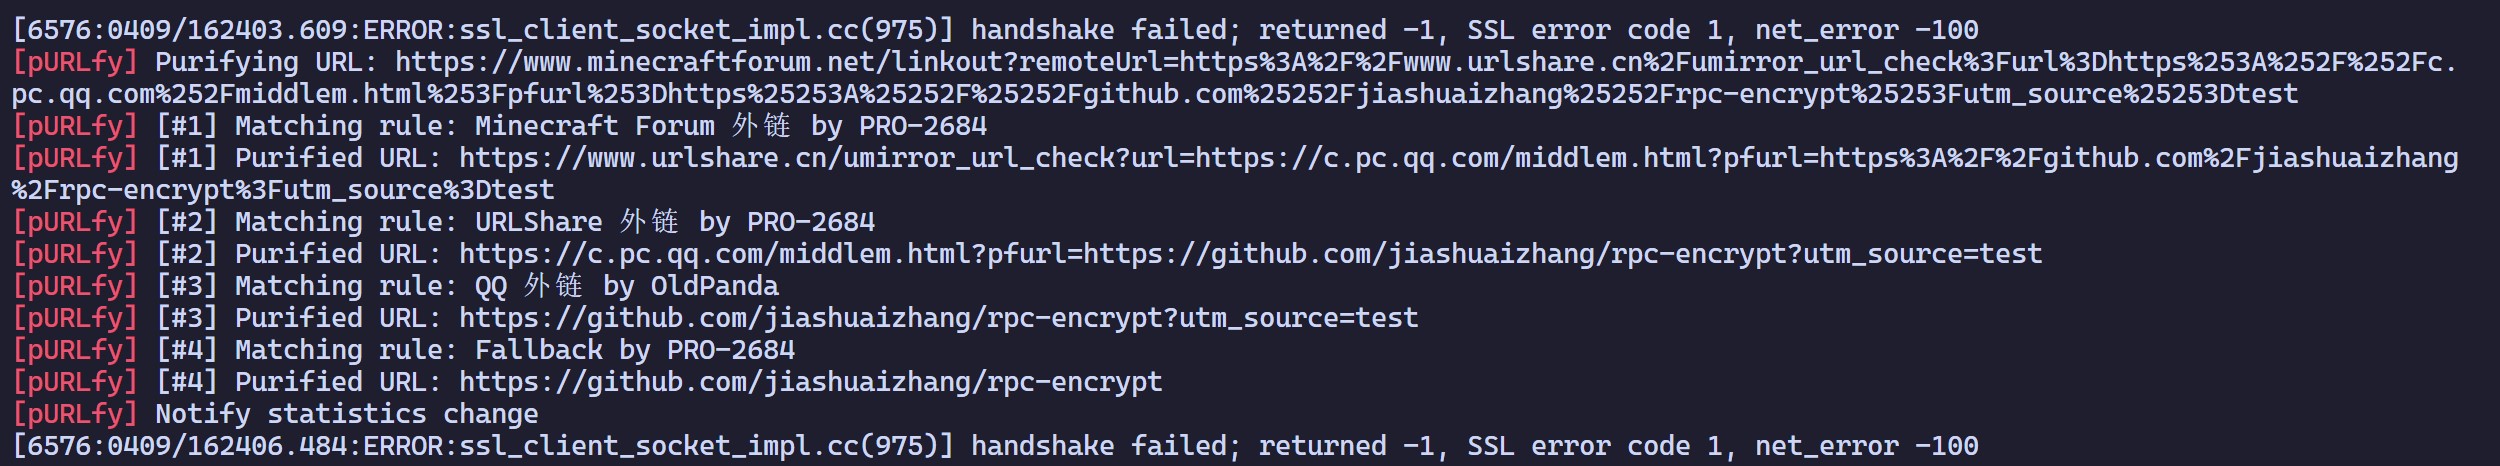 [6576:0409/162403.609:ERROR:ssl_client_socket_impl.cc(975)] handshake failed; returned -1, SSL error code 1, net_error -100
[pURLfy] Purifying URL: https://www.minecraftforum.net/linkout?remoteUrl=https%3A%2F%2Fwww.urlshare.cn%2Fumirror_url_check%3Furl%3Dhttps%253A%252F%252Fc.
pc.qq.com%252Fmiddlem.html%253Fpfurl%253Dhttps%25253A%25252F%25252Fgithub.com%25252Fjiashuaizhang%25252Frpc-encrypt%25253Futm_source%25253Dtest
[pURLfy] [#1] Matching rule: Minecraft Forum 外链 by PRO-2684
[pURLfy] [#1] Purified URL: https://www.urlshare.cn/umirror_url_check?url=https://c.pc.qq.com/middlem.html?pfurl=https%3A%2F%2Fgithub.com%2Fjiashuaizhang
%2Frpc-encrypt%3Futm_source%3Dtest
[pURLfy] [#2] Matching rule: URLShare 外链 by PRO-2684
[pURLfy] [#2] Purified URL: https://c.pc.qq.com/middlem.html?pfurl=https://github.com/jiashuaizhang/rpc-encrypt?utm_source=test
[pURLfy] [#3] Matching rule: QQ 外链 by OldPanda
[pURLfy] [#3] Purified URL: https://github.com/jiashuaizhang/rpc-encrypt?utm_source=test
[pURLfy] [#4] Matching rule: Fallback by PRO-2684
[pURLfy] [#4] Purified URL: https://github.com/jiashuaizhang/rpc-encrypt
[pURLfy] Notify statistics change
[6576:0409/162406.484:ERROR:ssl_client_socket_impl.cc(975)] handshake failed; returned -1, SSL error code 1, net_error -100